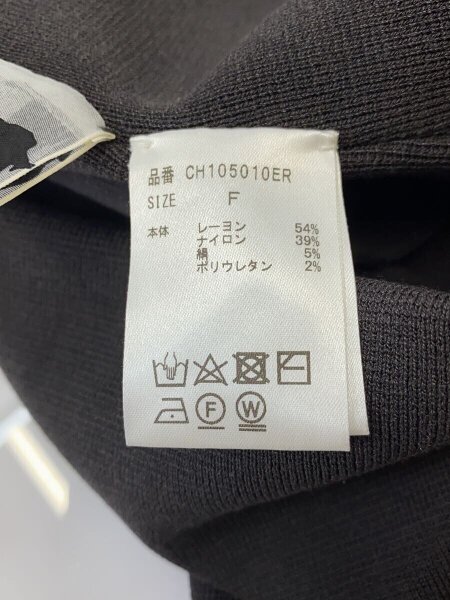 品番 CH105010ER
SIZE F
本体 レーヨン 54%
ナイロン 39%
絹 5%
ポリウレタン 2%
F W